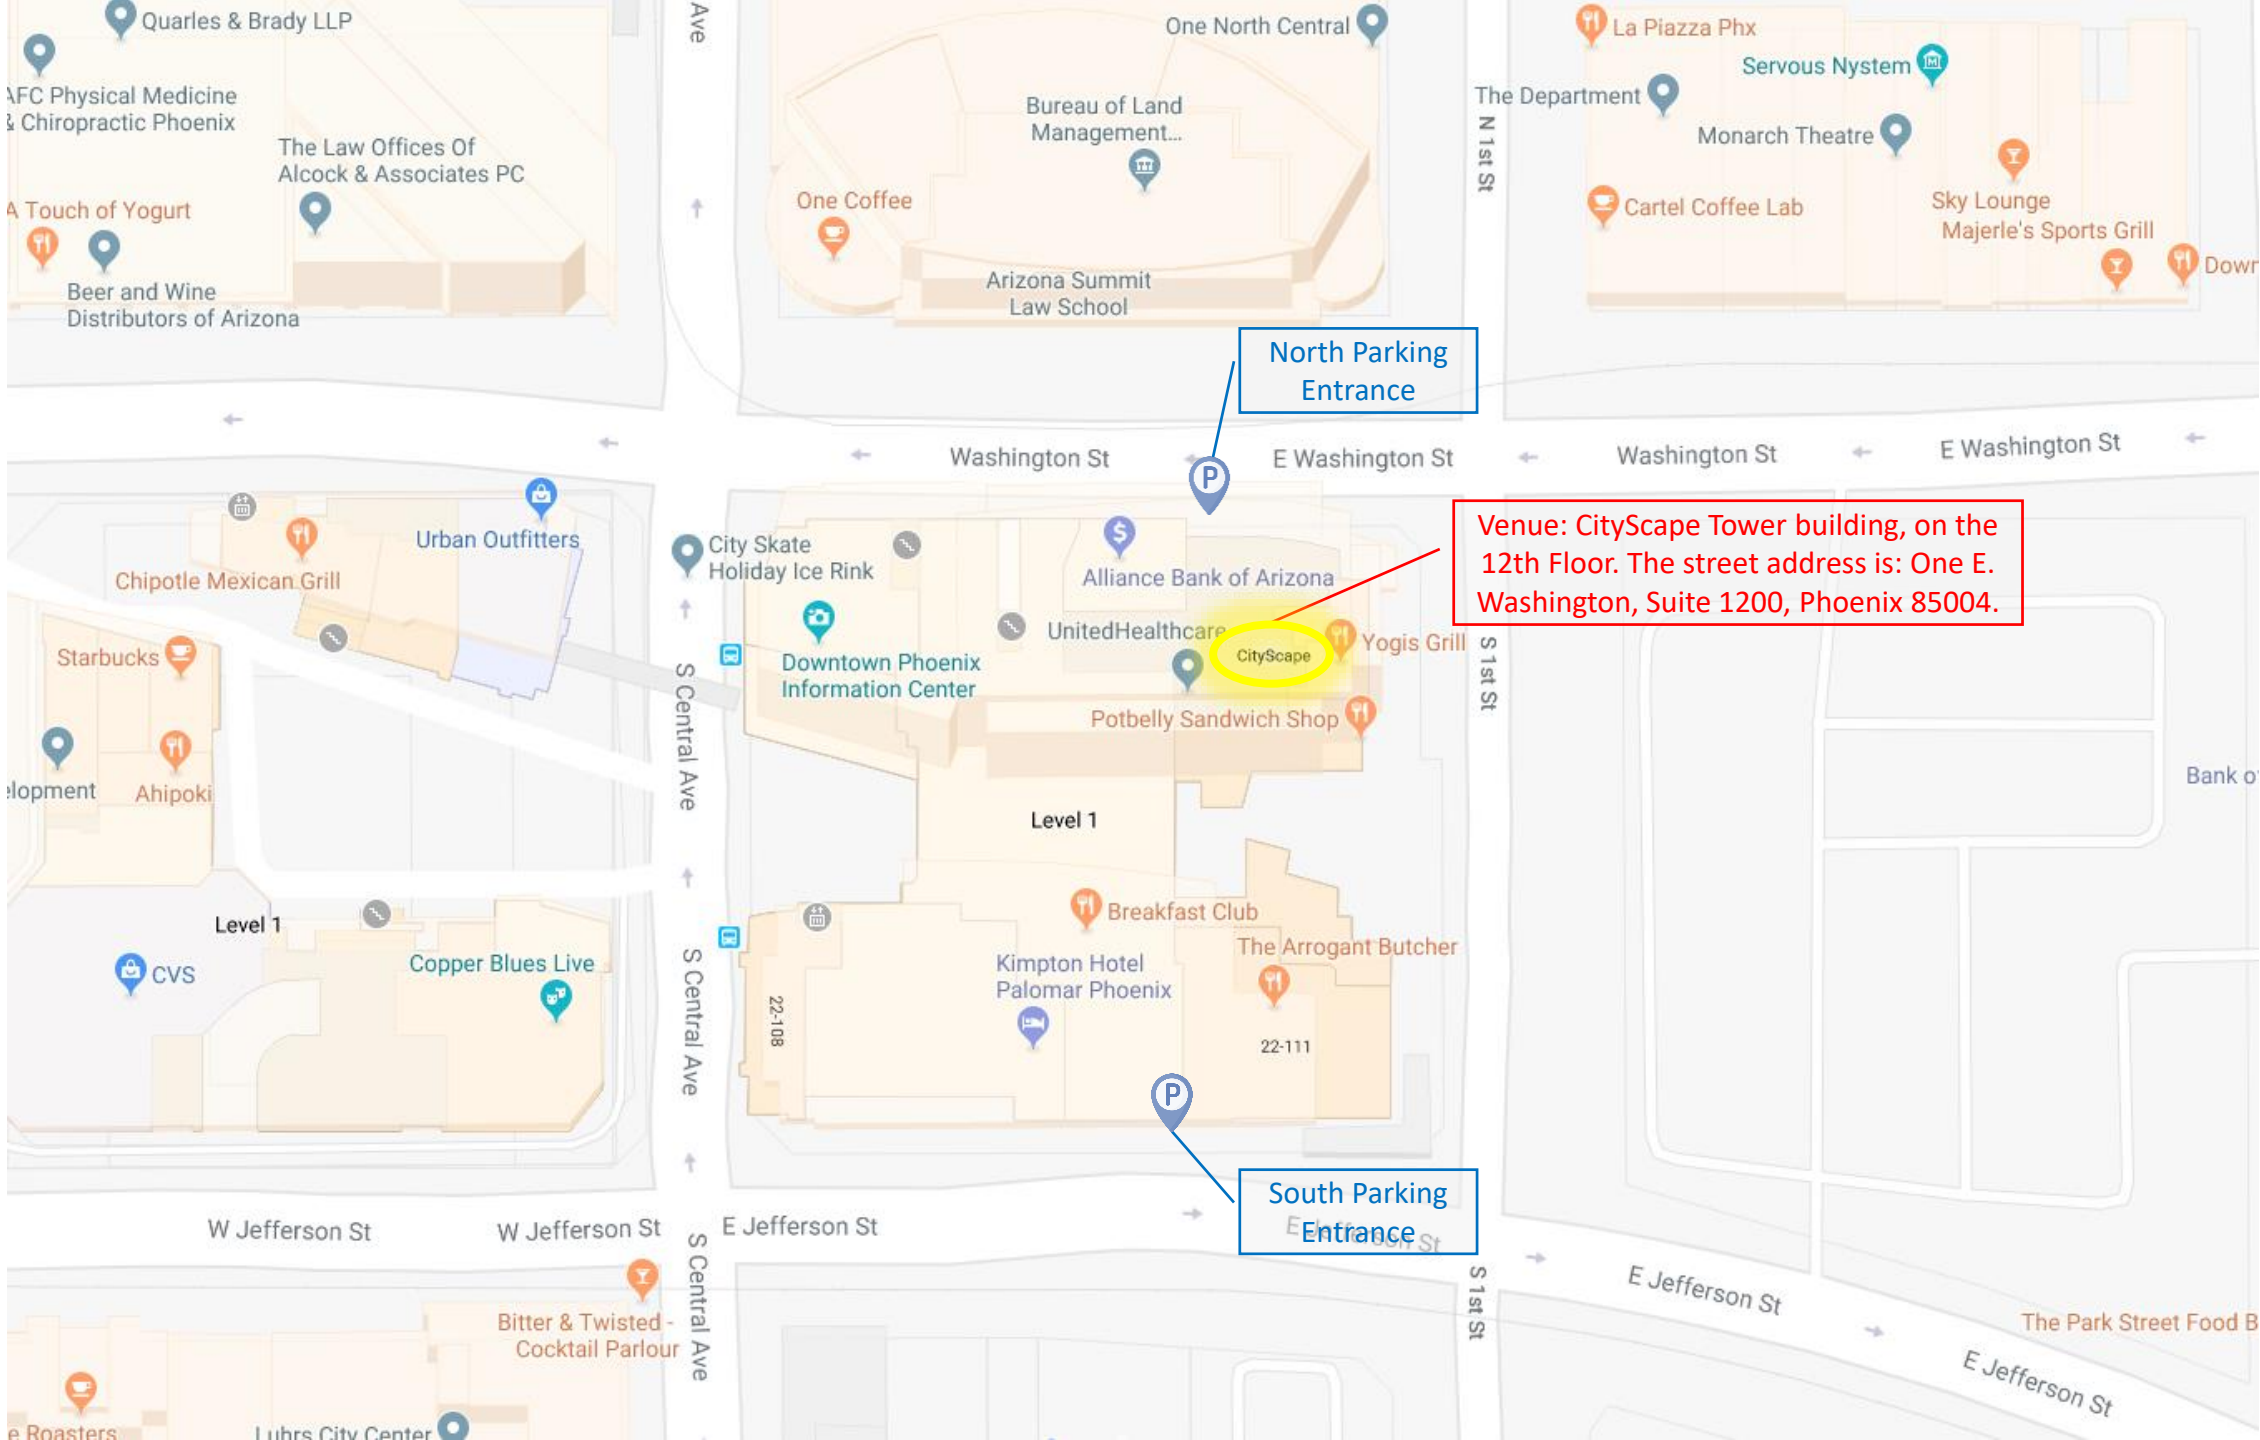 Quarles & Brady LLP
AFC Physical Medicine
& Chiropractic Phoenix
The Law Offices Of
Alcock & Associates PC
A Touch of Yogurt
Beer and Wine
Distributors of Arizona
Ave
One North Central
Bureau of Land
Management...
One Coffee
Arizona Summit
Law School
N 1st St
La Piazza Phx
Servous Nystem
The Department
Monarch Theatre
Cartel Coffee Lab
Sky Lounge
Majerle's Sports Grill
North Parking
Entrance
Washington St
E Washington St
Washington St
E Washington St
P
Venue: CityScape Tower building, on the
12th Floor. The street address is: One E.
Washington, Suite 1200, Phoenix 85004.
Urban Outfitters
Chipotle Mexican Grill
City Skate
Holiday Ice Rink
Alliance Bank of Arizona
UnitedHealthcare
CityScape
Yogis Grill
Downtown Phoenix
Information Center
Potbelly Sandwich Shop
Starbucks
Ahipoki
S Central Ave
S 1st St
Level 1
Level 1
CVS
Copper Blues Live
S Central Ave
22-108
Breakfast Club
The Arrogant Butcher
Kimpton Hotel
Palomar Phoenix
22-111
P
South Parking
Entrance
W Jefferson St
W Jefferson St
E Jefferson St
E Jefferson St
E Jefferson St
E Jefferson St
S Central Ave
S 1st St
Bitter & Twisted -
Cocktail Parlour
The Park Street Food B
Luhrs City Center
Roasters
Bank